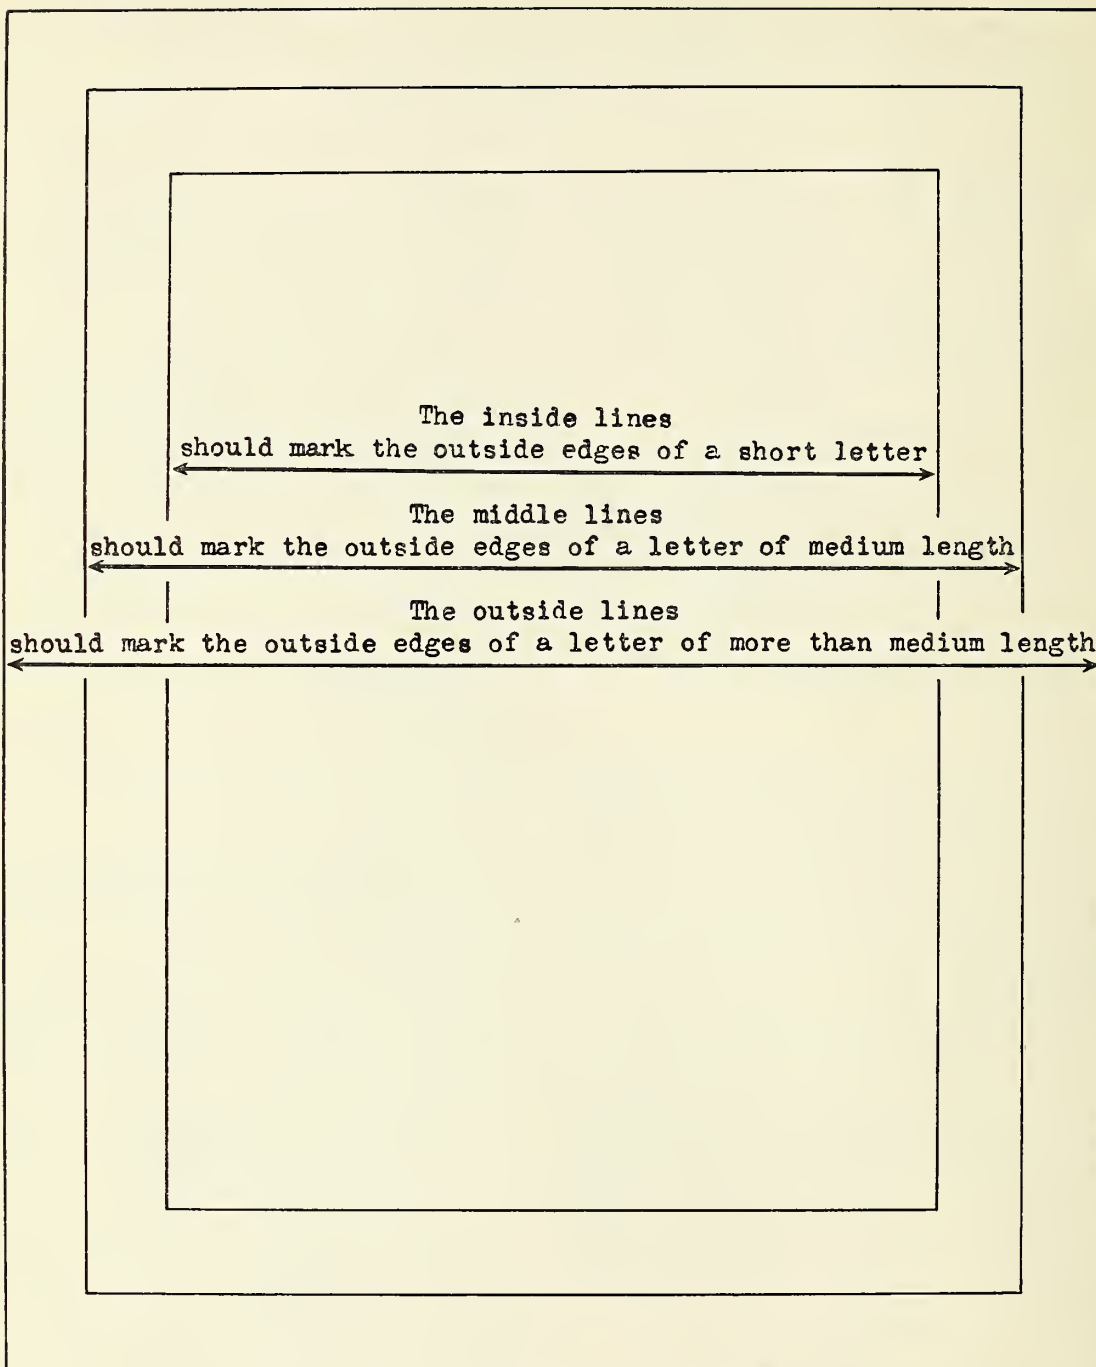 The inside lines
should mark the outside edges of a short letter
The middle lines
should mark the outside edges of a letter of medium length
The outside lines
should mark the outside edges of a letter of more than medium length